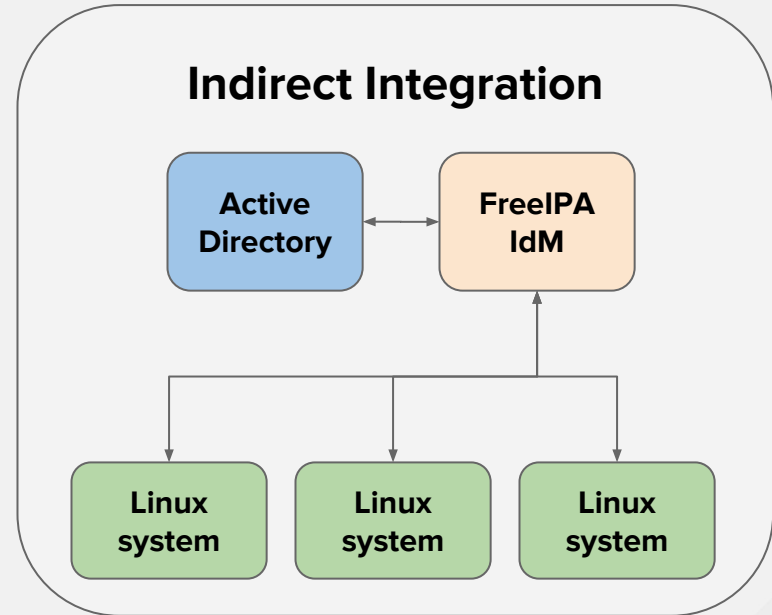 Indirect Integration
Active
Directory
FreeIPA
IdM
Linux
system
Linux
system
Linux
system